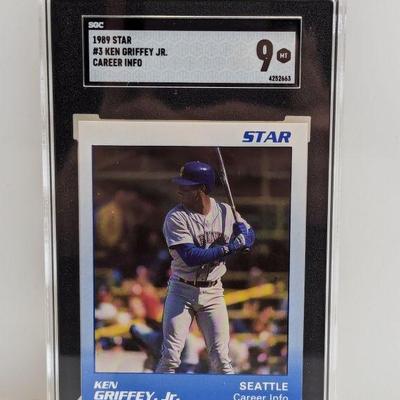 SGC
1989 STAR
#3 KEN GRIFFEY JR.
CAREER INFO
9 MT
4252663
STAR
KEN SEATTLE
GRIFFEY, Jr. Career Info